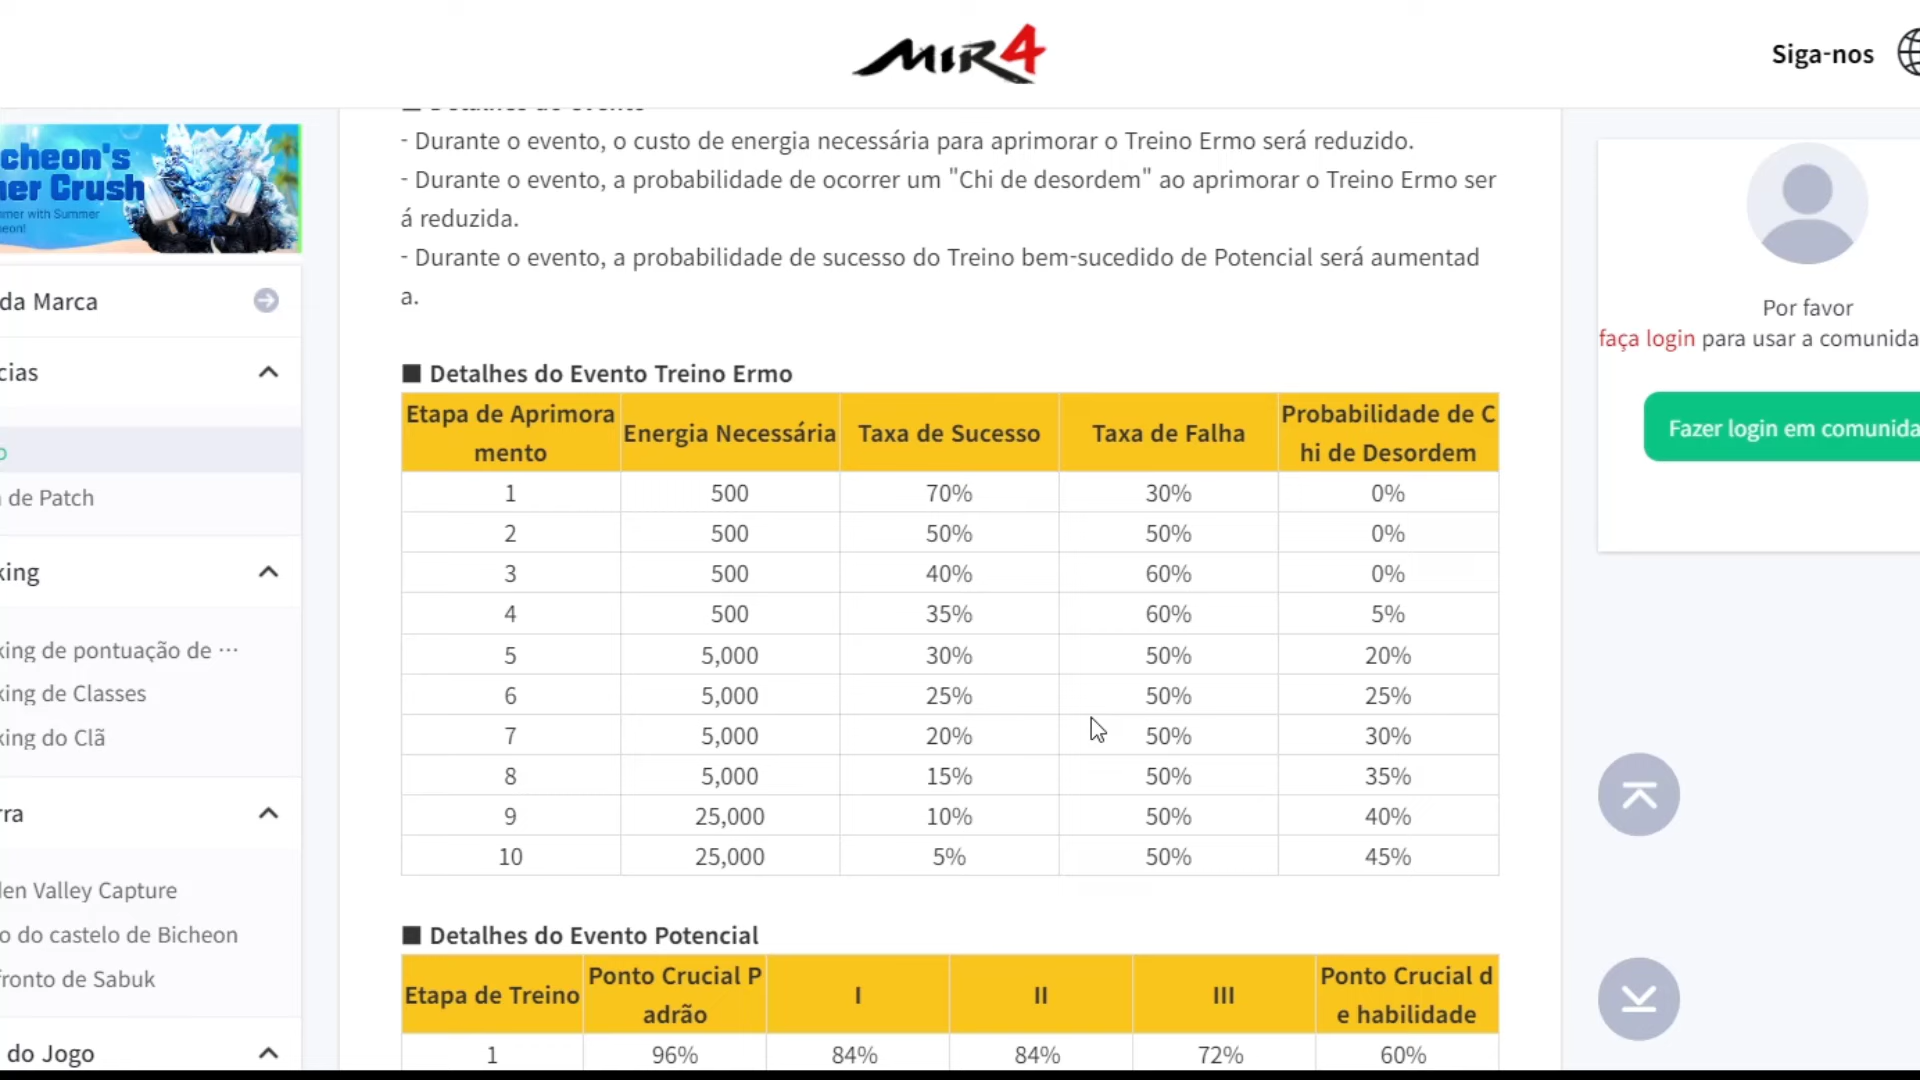 MIR4
Siga-nos
cheon's
er Crush
mer with Summer
eon!
da Marca
cias
de Patch
king
king de pontuação de ···
king de Classes
king do Clã
rra
en Valley Capture
o do castelo de Bicheon
fronto de Sabuk
do Jogo
- Durante o evento, o custo de energia necessária para aprimorar o Treino Ermo será reduzido.
- Durante o evento, a probabilidade de ocorrer um "Chi de desordem" ao aprimorar o Treino Ermo ser
á reduzida.
- Durante o evento, a probabilidade de sucesso do Treino bem-sucedido de Potencial será aumentad
a.
■ Detalhes do Evento Treino Ermo
Etapa de Aprimora
mento
Energia Necessária
Taxa de Sucesso
Taxa de Falha
Probabilidade de C
hi de Desordem
1 500 70% 30% 0%
2 500 50% 50% 0%
3 500 40% 60% 0%
4 500 35% 60% 5%
5 5,000 30% 50% 20%
6 5,000 25% 50% 25%
7 5,000 20% 50% 30%
8 5,000 15% 50% 35%
9 25,000 10% 50% 40%
10 25,000 5% 50% 45%
■ Detalhes do Evento Potencial
Etapa de Treino
Ponto Crucial P
adrão
I
II
III
Ponto Crucial d
e habilidade
1 96% 84% 84% 72% 60%
Por favor
faça login para usar a comunida
Fazer login em comunida